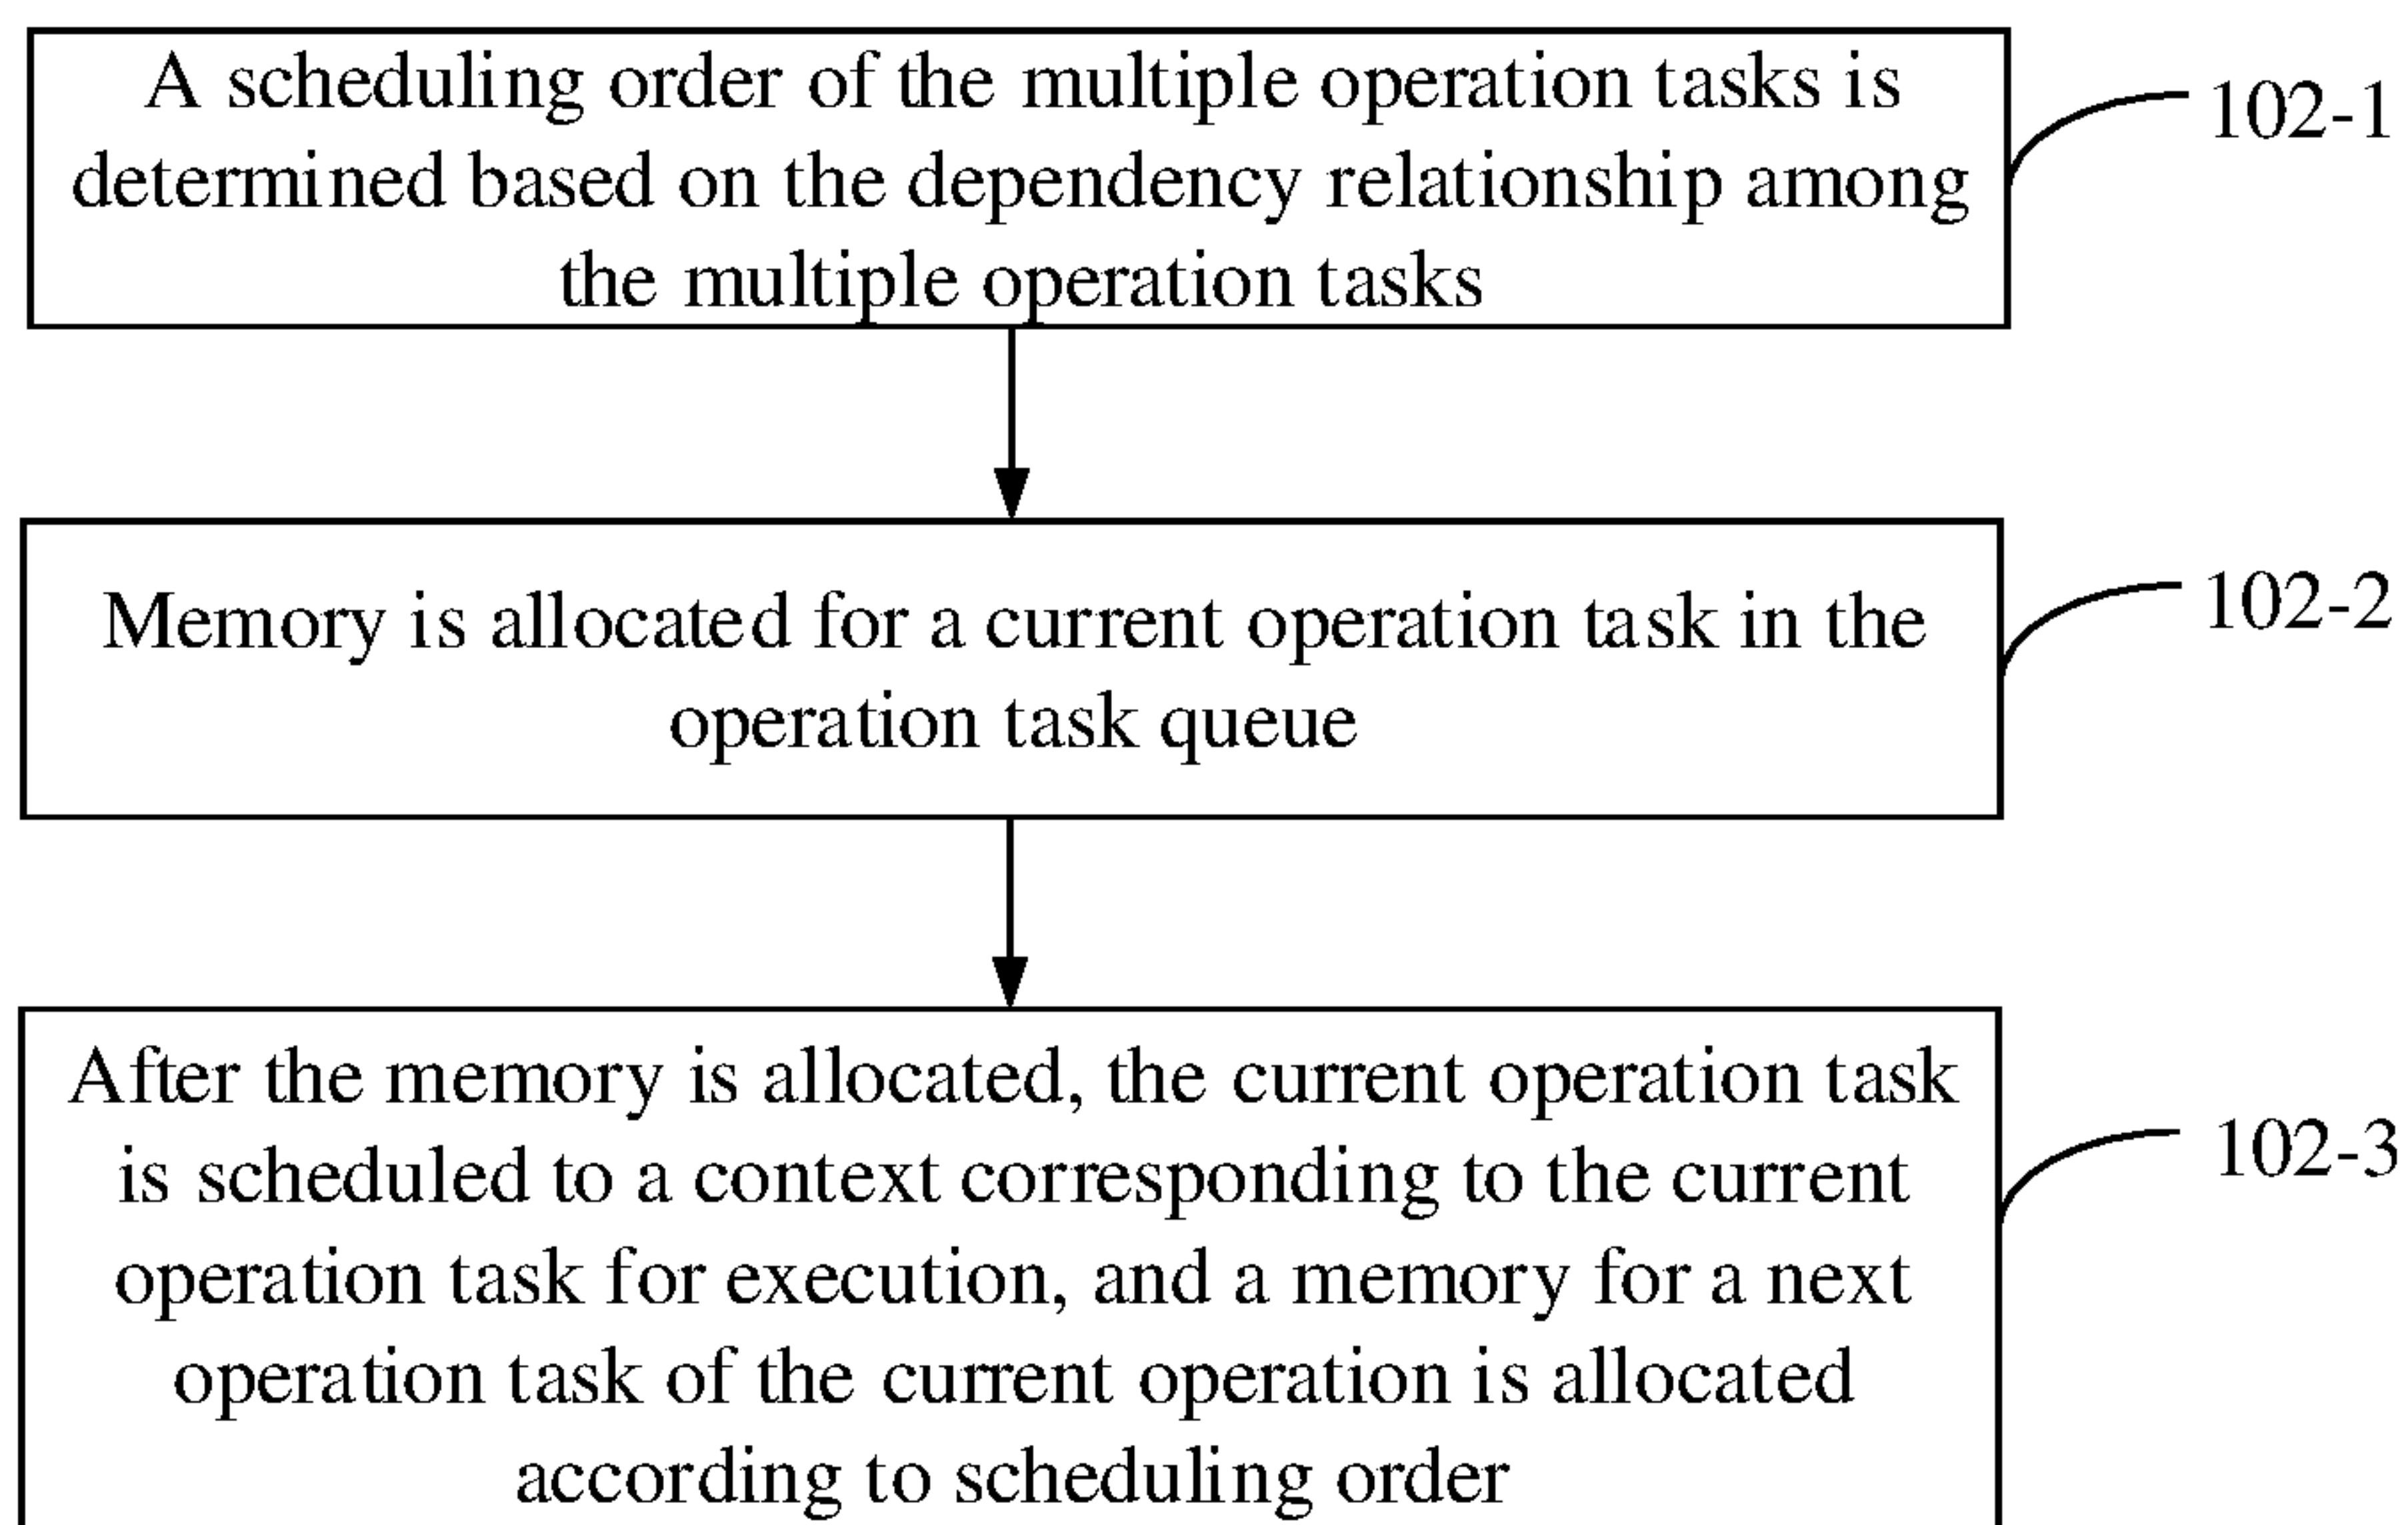 A scheduling order of the multiple operation tasks is
determined based on the dependency relationship among
the multiple operation tasks
102-1
Memory is allocated for a current operation task in the
operation task queue
102-2
After the memory is allocated, the current operation task
is scheduled to a context corresponding to the current
operation task for execution, and a memory for a next
operation task of the current operation is allocated
according to scheduling order
102-3